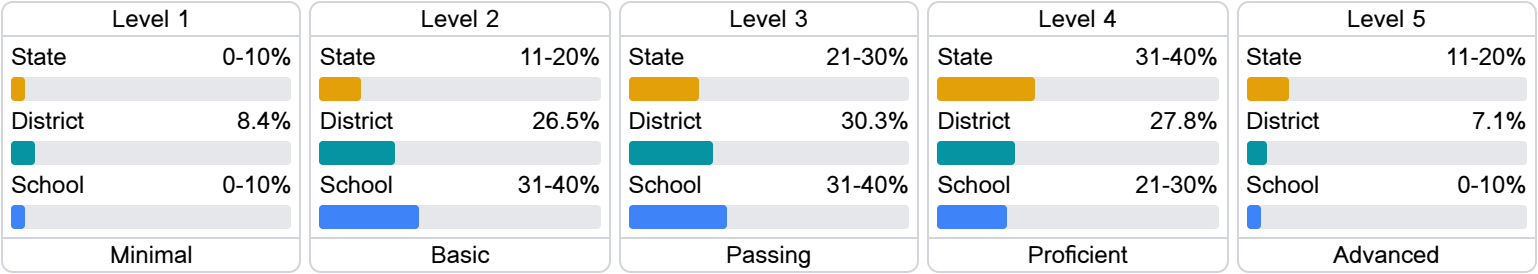 Level 1
State 0-10%
District 8.4%
School 0-10%
Minimal
Level 2
State 11-20%
District 26.5%
School 31-40%
Basic
Level 3
State 21-30%
District 30.3%
School 31-40%
Passing
Level 4
State 31-40%
District 27.8%
School 21-30%
Proficient
Level 5
State 11-20%
District 7.1%
School 0-10%
Advanced